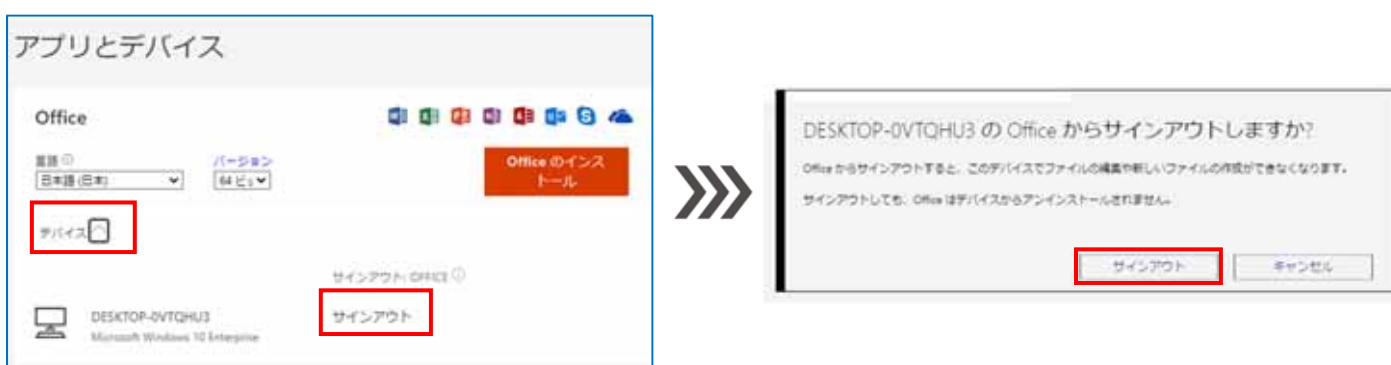 アプリとデバイス
Office
言語
バージョン
日本語 (日本)
64 ビッ
Office のインス
トール
デバイス
サインアウト: OFFICE
DESKTOP-0VTQHU3
サインアウト
Microsoft Windows 10 Enterprise
DESKTOP-0VTQHU3 の Office からサインアウトしますか?
Office からサインアウトすると、このデバイスでファイルの編集や新しいファイルの作成ができなくなります。
サインアウトしても、Office はデバイスからアンインストールされません。
サインアウト
キャンセル